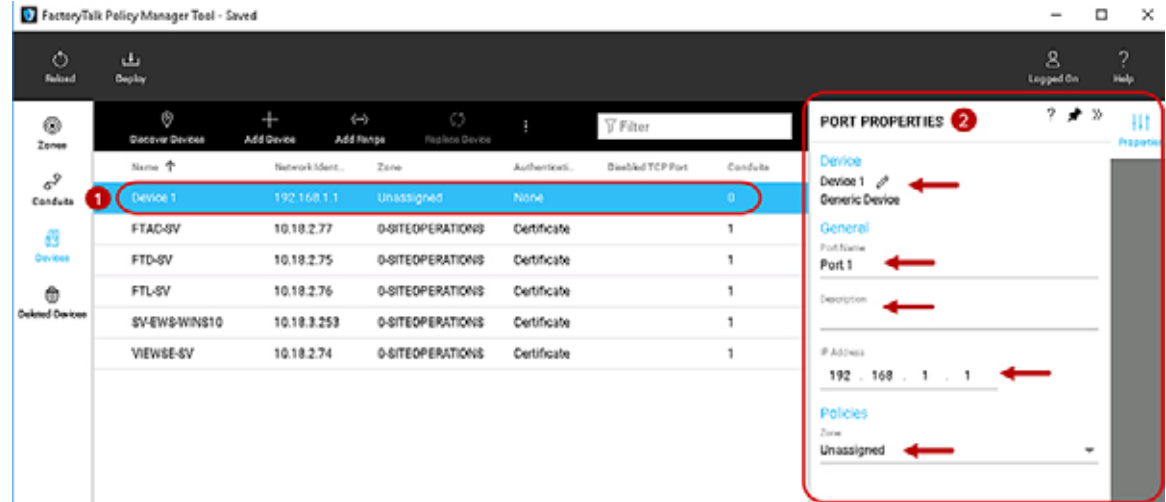 FactoryTalk Policy Manager Tool - Saved
Reload
Deploy
Logged On
? Help
Zones
Conduits
Devices
Deleted Devices
Discover Devices
Add Device
Add Range
Replace Device
Filter
Name Network Ident.. Zone Authenticati.. Disabled TCP Port Conduits
1 Device 1 192.168.1.1 Unassigned None 0
FTAC-SV 10.18.2.77 0-SITEOPERATIONS Certificate 1
FTD-SV 10.18.2.75 0-SITEOPERATIONS Certificate 1
FTL-SV 10.18.2.76 0-SITEOPERATIONS Certificate 1
SV-EWS-WINS10 10.18.3.253 0-SITEOPERATIONS Certificate 1
VIEWSE-SV 10.18.2.74 0-SITEOPERATIONS Certificate 1
PORT PROPERTIES 2 ?
Properties
Device
Device 1
Generic Device
General
Port Name
Port 1
Description
IP Address
192 . 168 . 1 . 1
Policies
Zone
Unassigned